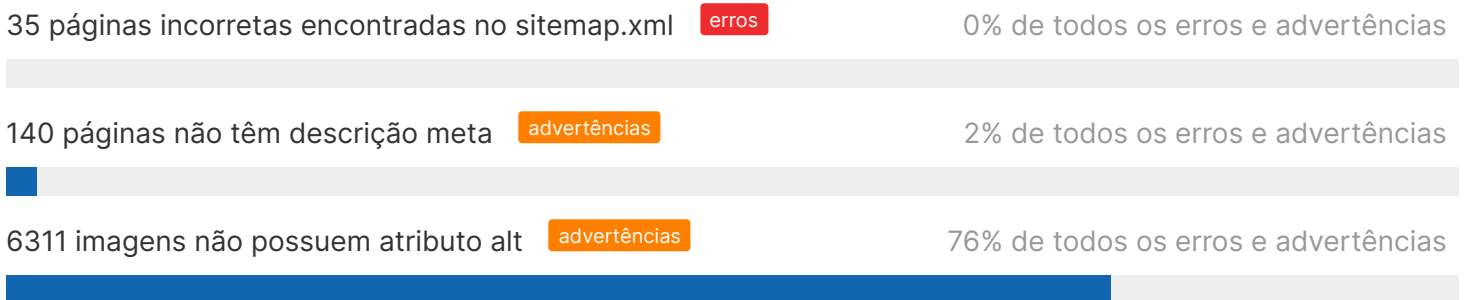 35 páginas incorretas encontradas no sitemap.xml erros 0% de todos os erros e advertências
140 páginas não têm descrição meta advertências 2% de todos os erros e advertências
6311 imagens não possuem atributo alt advertências 76% de todos os erros e advertências